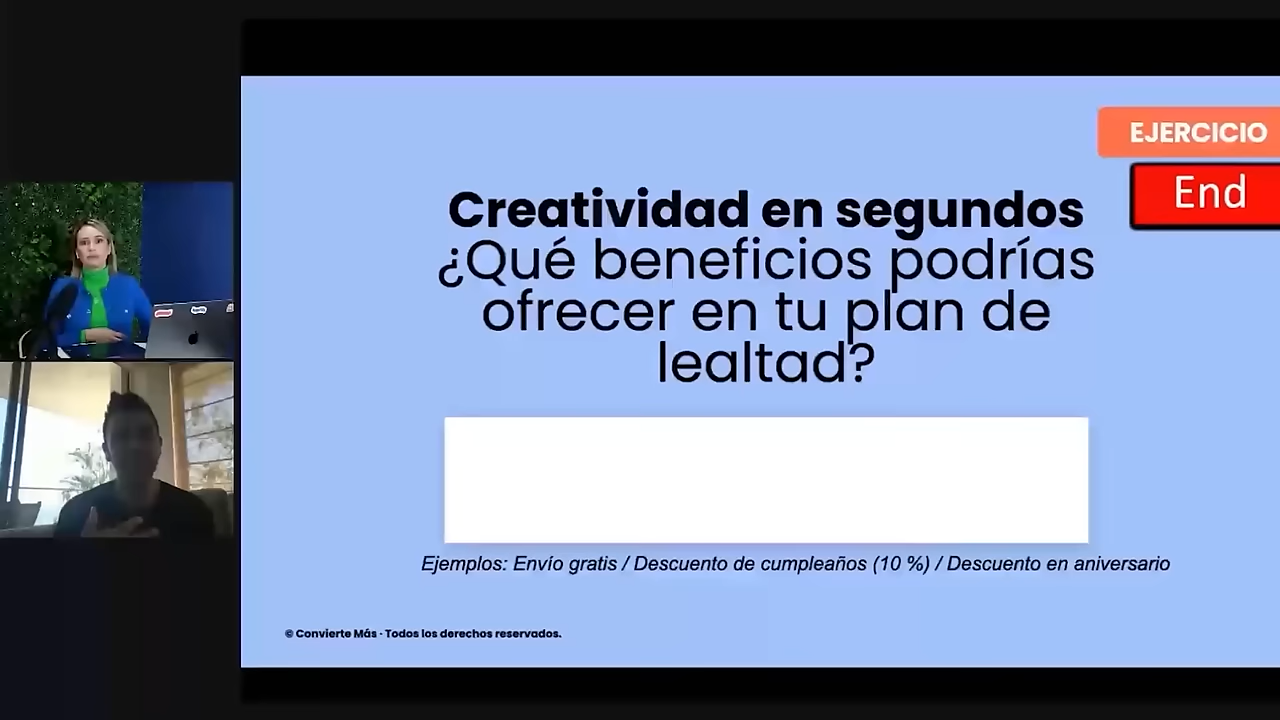 EJERCICIO
End
Creatividad en segundos
¿Qué beneficios podrías
ofrecer en tu plan de
lealtad?
Ejemplos: Envío gratis / Descuento de cumpleaños (10 %) / Descuento en aniversario
© Convierte Más · Todos los derechos reservados.